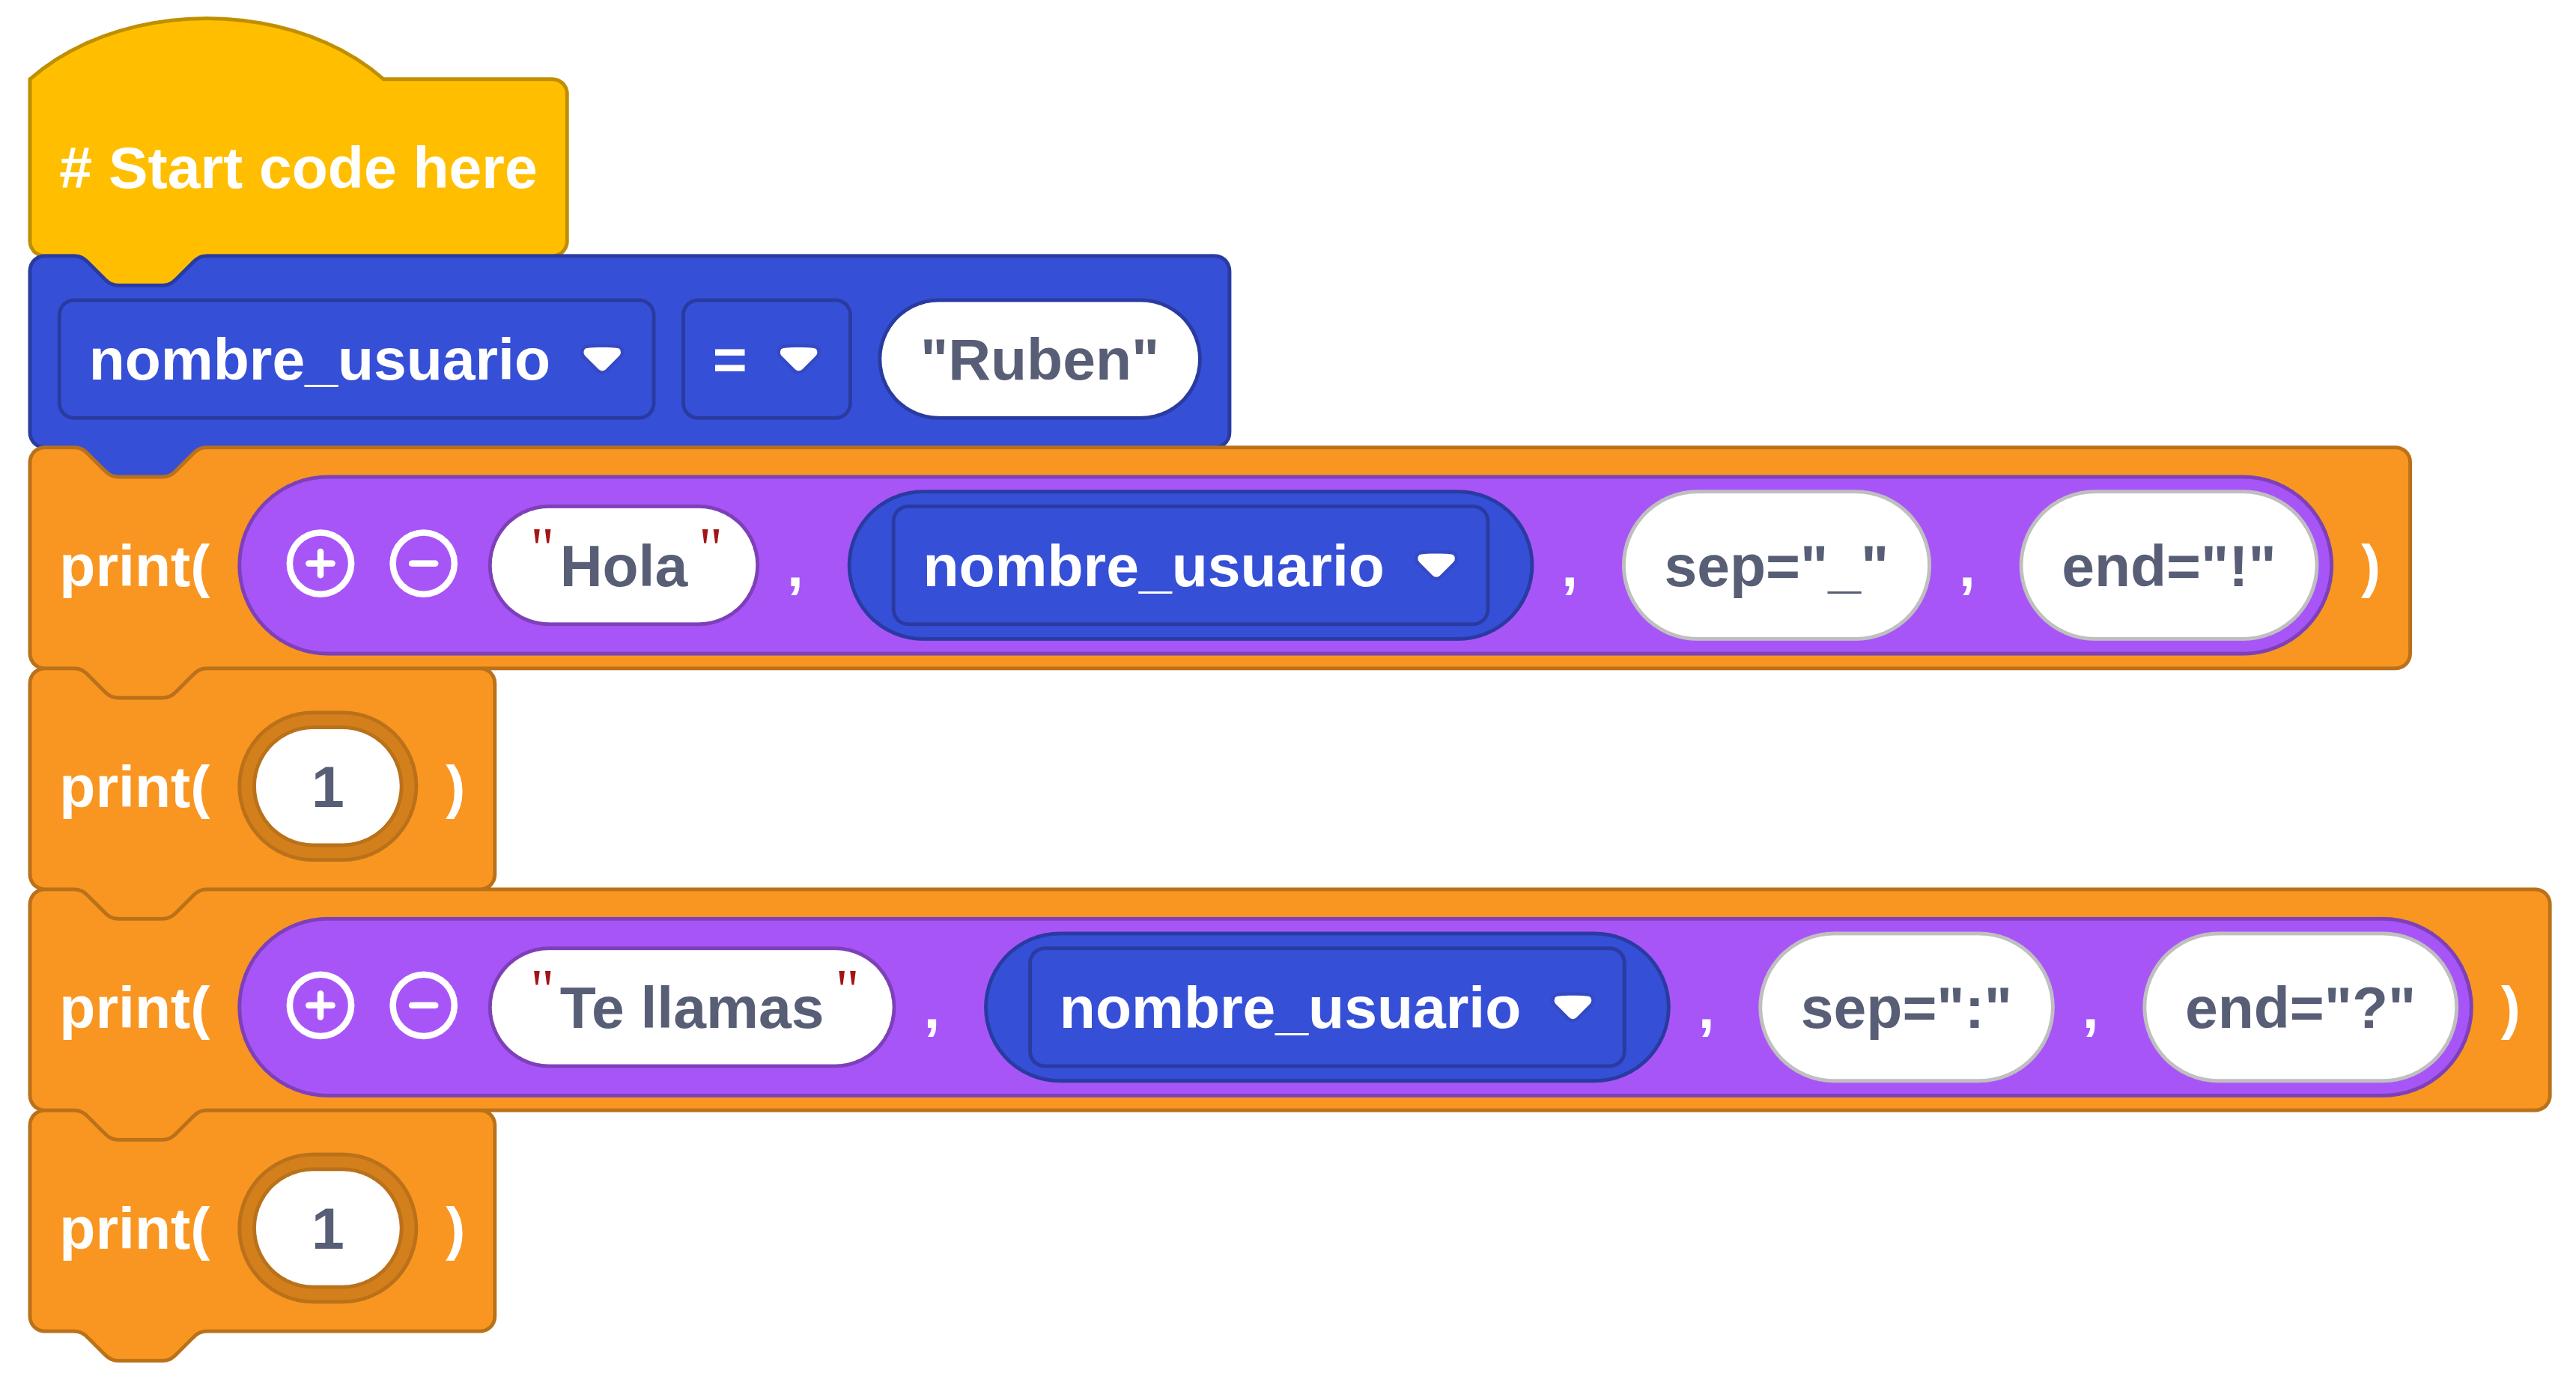 # Start code here
nombre_usuario = "Ruben"
print( "Hola" , nombre_usuario , sep="_" , end="!" )
print( 1 )
print( "Te llamas" , nombre_usuario , sep=":" , end="?" )
print( 1 )